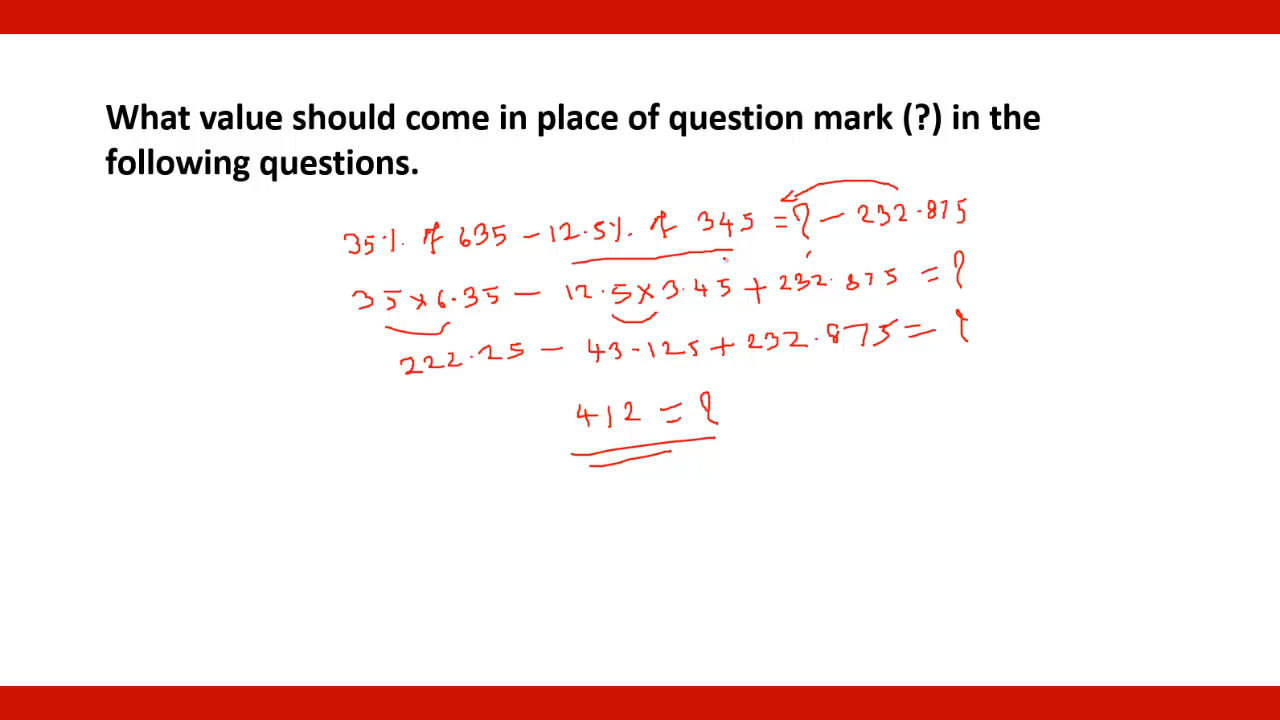 What value should come in place of question mark (?) in the
following questions.
35%. of 635 - 12.5%. of 345 = ? - 232.875
35 x 6.35 - 12.5 x 3.45 + 232.875 = ?
222.25 - 43.125 + 232.875 = ?
412 = ?